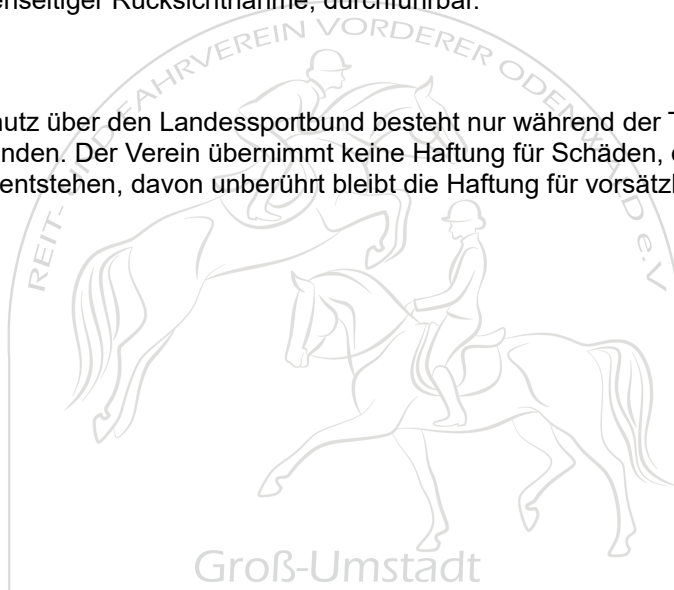 enseitiger Rücksichtnahme, durchführbar.
REIT- UND FAHRVEREIN VORDERER ODENWALD e.V
nutz über den Landessportbund besteht nur während der T
nden. Der Verein übernimmt keine Haftung für Schäden,
entstehen, davon unberührt bleibt die Haftung für vorsätzl
Groß-Umstadt